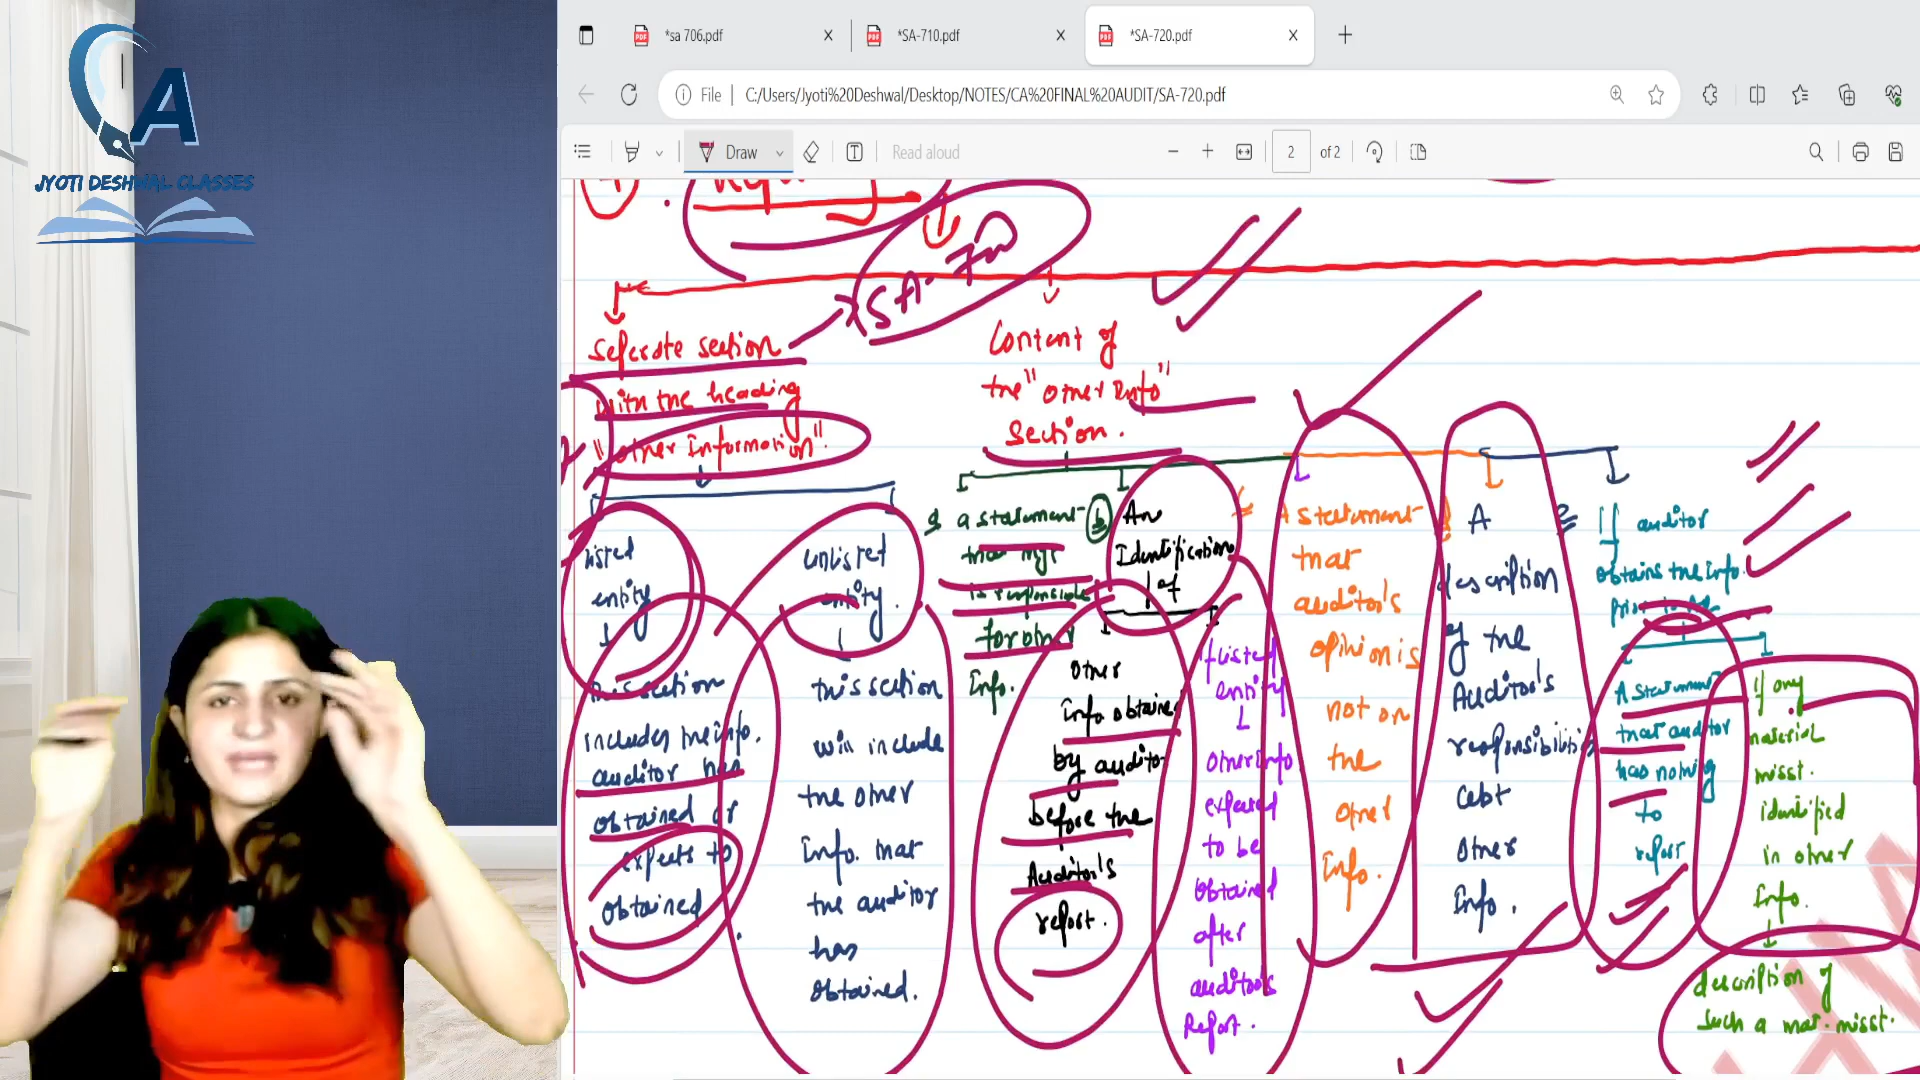 CA
JYOTI DESHWAL CLASSES
*sa 706.pdf
*SA-710.pdf
*SA-720.pdf
File
C:/Users/Jyoti%20Deshwal/Desktop/NOTES/CA%20FINAL%20AUDIT/SA-720.pdf
Draw
Read aloud
2
of 2
SA-700
Seperate section
with the heading
"other Information"
listed
entity
this section
includes the info.
auditor has
obtained or
expects to
obtained
unlisted
entity.
this section
will include
the other
Info. that
the auditor
has
obtained.
Content of
the "other Info"
Section.
a statement
that mgt
is responsible
for other
Info.
b
An
Identification
of
other
Info obtained
by auditor
before the
Auditor's
report.
listed
entity
other info
expected
to be
obtained
after
auditor's
Report.
A statement
that
auditor's
opinion is
not on
the
other
Info.
A
description
of the
Auditor's
responsibilities
other
Info.
If auditor
obtains the info.
prior to
A statement
that auditor
has nothing
to
report
if any
material
misst.
identified
in other
Info.
description of
Such a mat. misst.